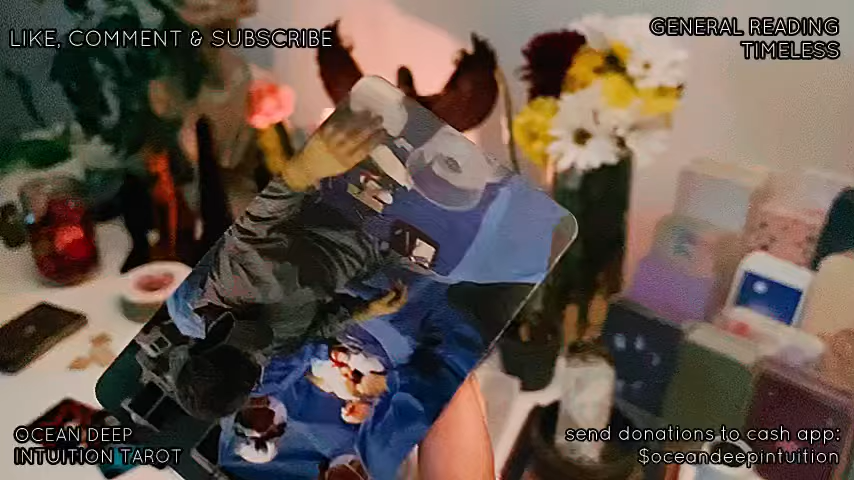 LIKE, COMMENT & SUBSCRIBE
GENERAL READING
TIMELESS
OCEAN DEEP
INTUITION TAROT
send donations to cash app:
$oceandeepintuition